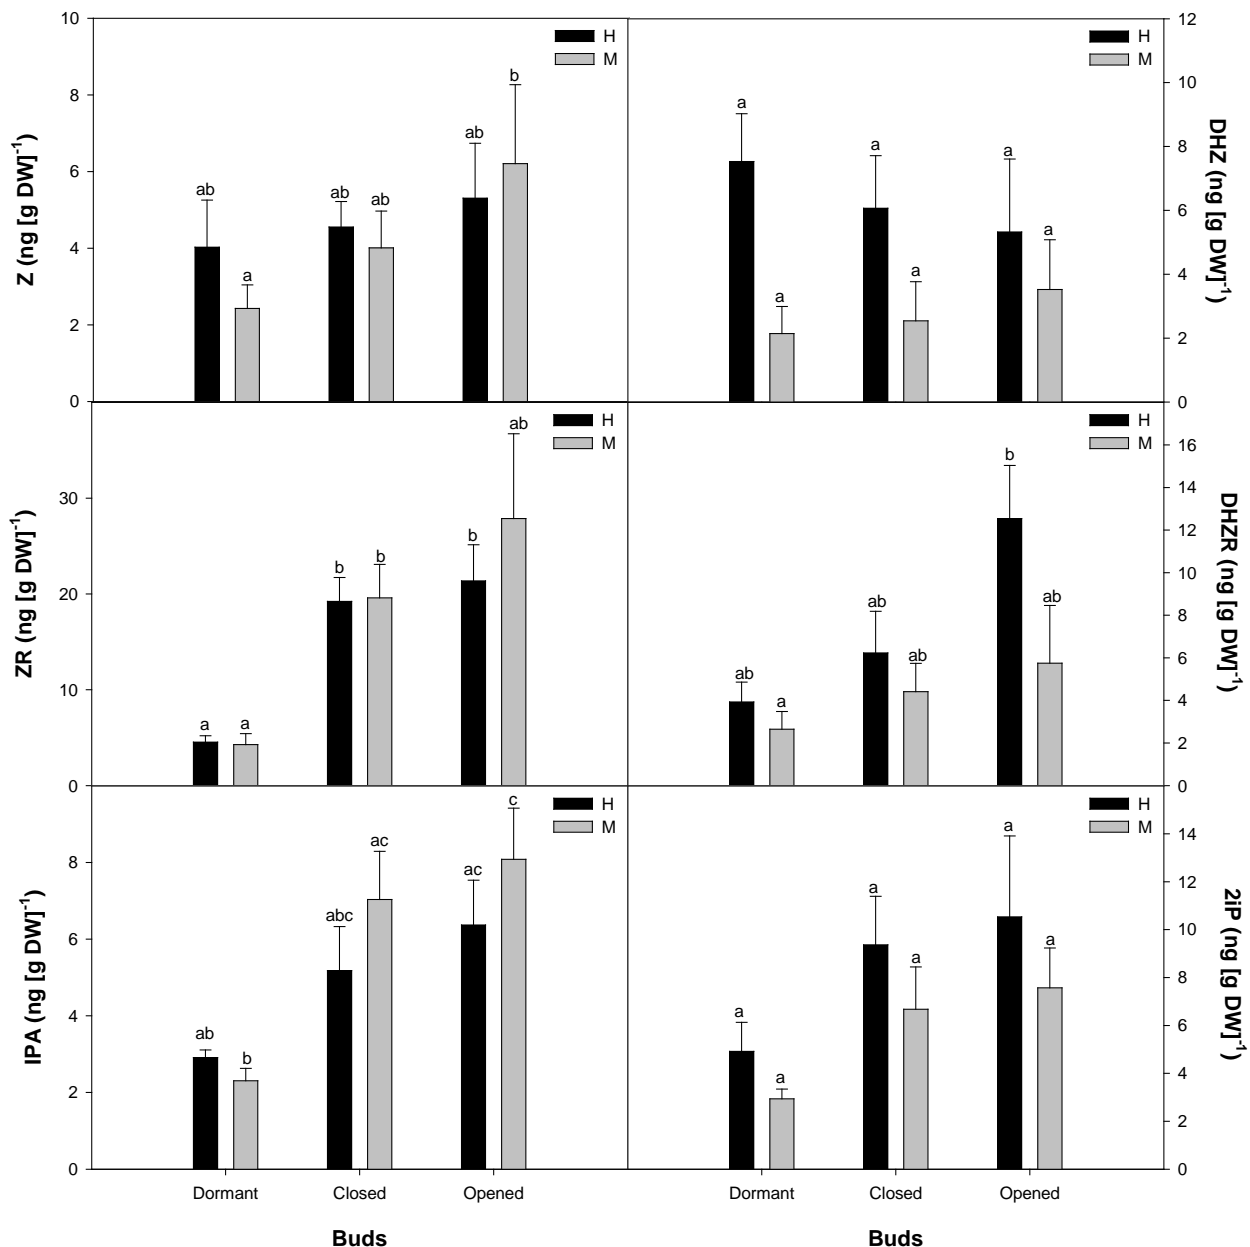 10
8
6
4
2
0
Z (ng [g DW]-1)
ab
a
ab
ab
ab
b
H
M
12
10
8
6
4
2
0
DHZ (ng [g DW]-1)
a
a
a
a
a
a
H
M
30
20
10
0
ZR (ng [g DW]-1)
a
a
b
b
b
ab
H
M
16
14
12
10
8
6
4
2
0
DHZR (ng [g DW]-1)
ab
a
ab
ab
b
ab
H
M
8
6
4
2
0
IPA (ng [g DW]-1)
ab
b
abc
ac
ac
c
H
M
Dormant
Closed
Opened
Buds
14
12
10
8
6
4
2
0
2iP (ng [g DW]-1)
a
a
a
a
a
a
H
M
Dormant
Closed
Opened
Buds